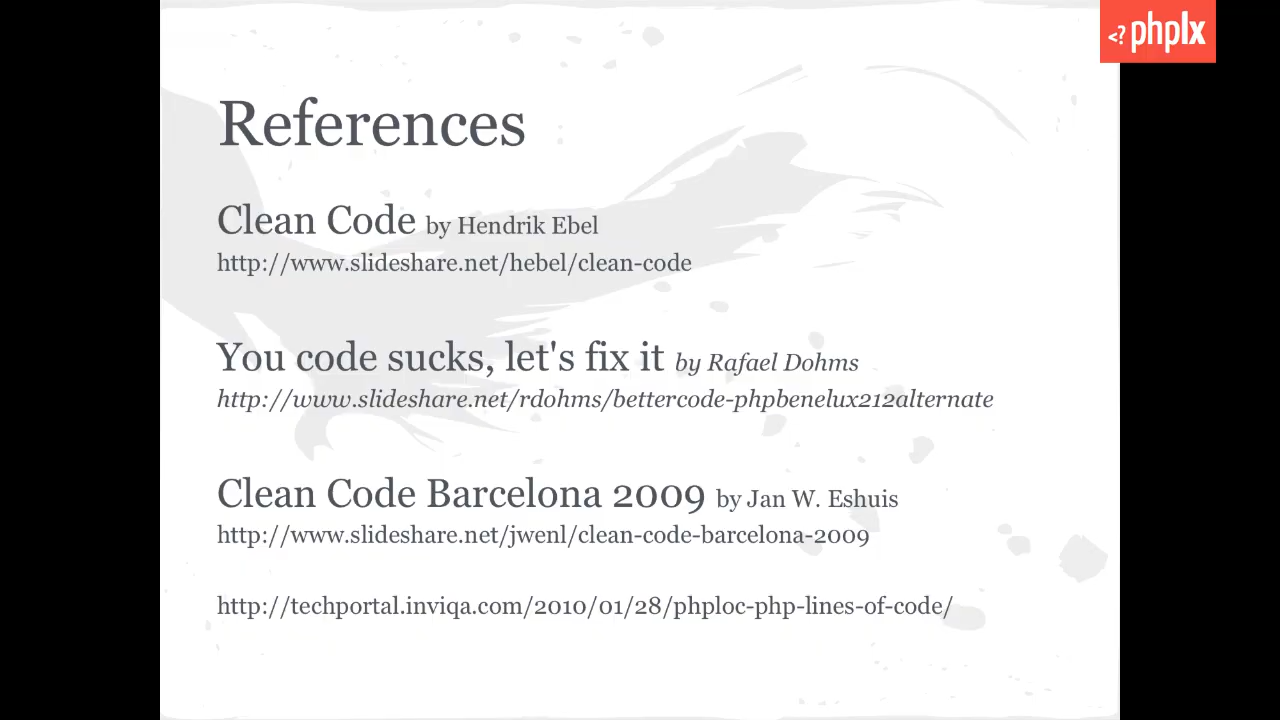 <? phplx
References
Clean Code by Hendrik Ebel
http://www.slideshare.net/hebel/clean-code
You code sucks, let's fix it by Rafael Dohms
http://www.slideshare.net/rdohms/bettercode-phpbenelux212alternate
Clean Code Barcelona 2009 by Jan W. Eshuis
http://www.slideshare.net/jwenl/clean-code-barcelona-2009
http://techportal.inviqa.com/2010/01/28/phploc-php-lines-of-code/